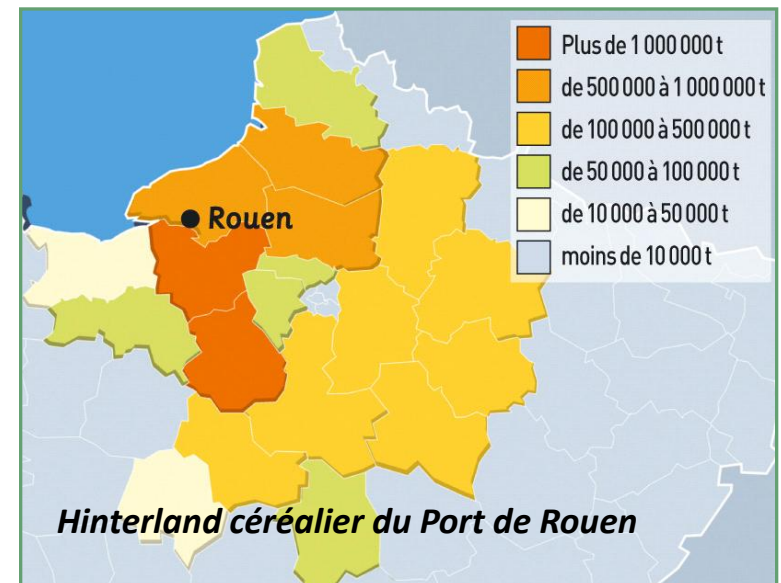 Plus de 1 000 000 t
de 500 000 à 1 000 000 t
de 100 000 à 500 000 t
de 50 000 à 100 000 t
de 10 000 à 50 000 t
moins de 10 000 t
Rouen
Hinterland céréalier du Port de Rouen